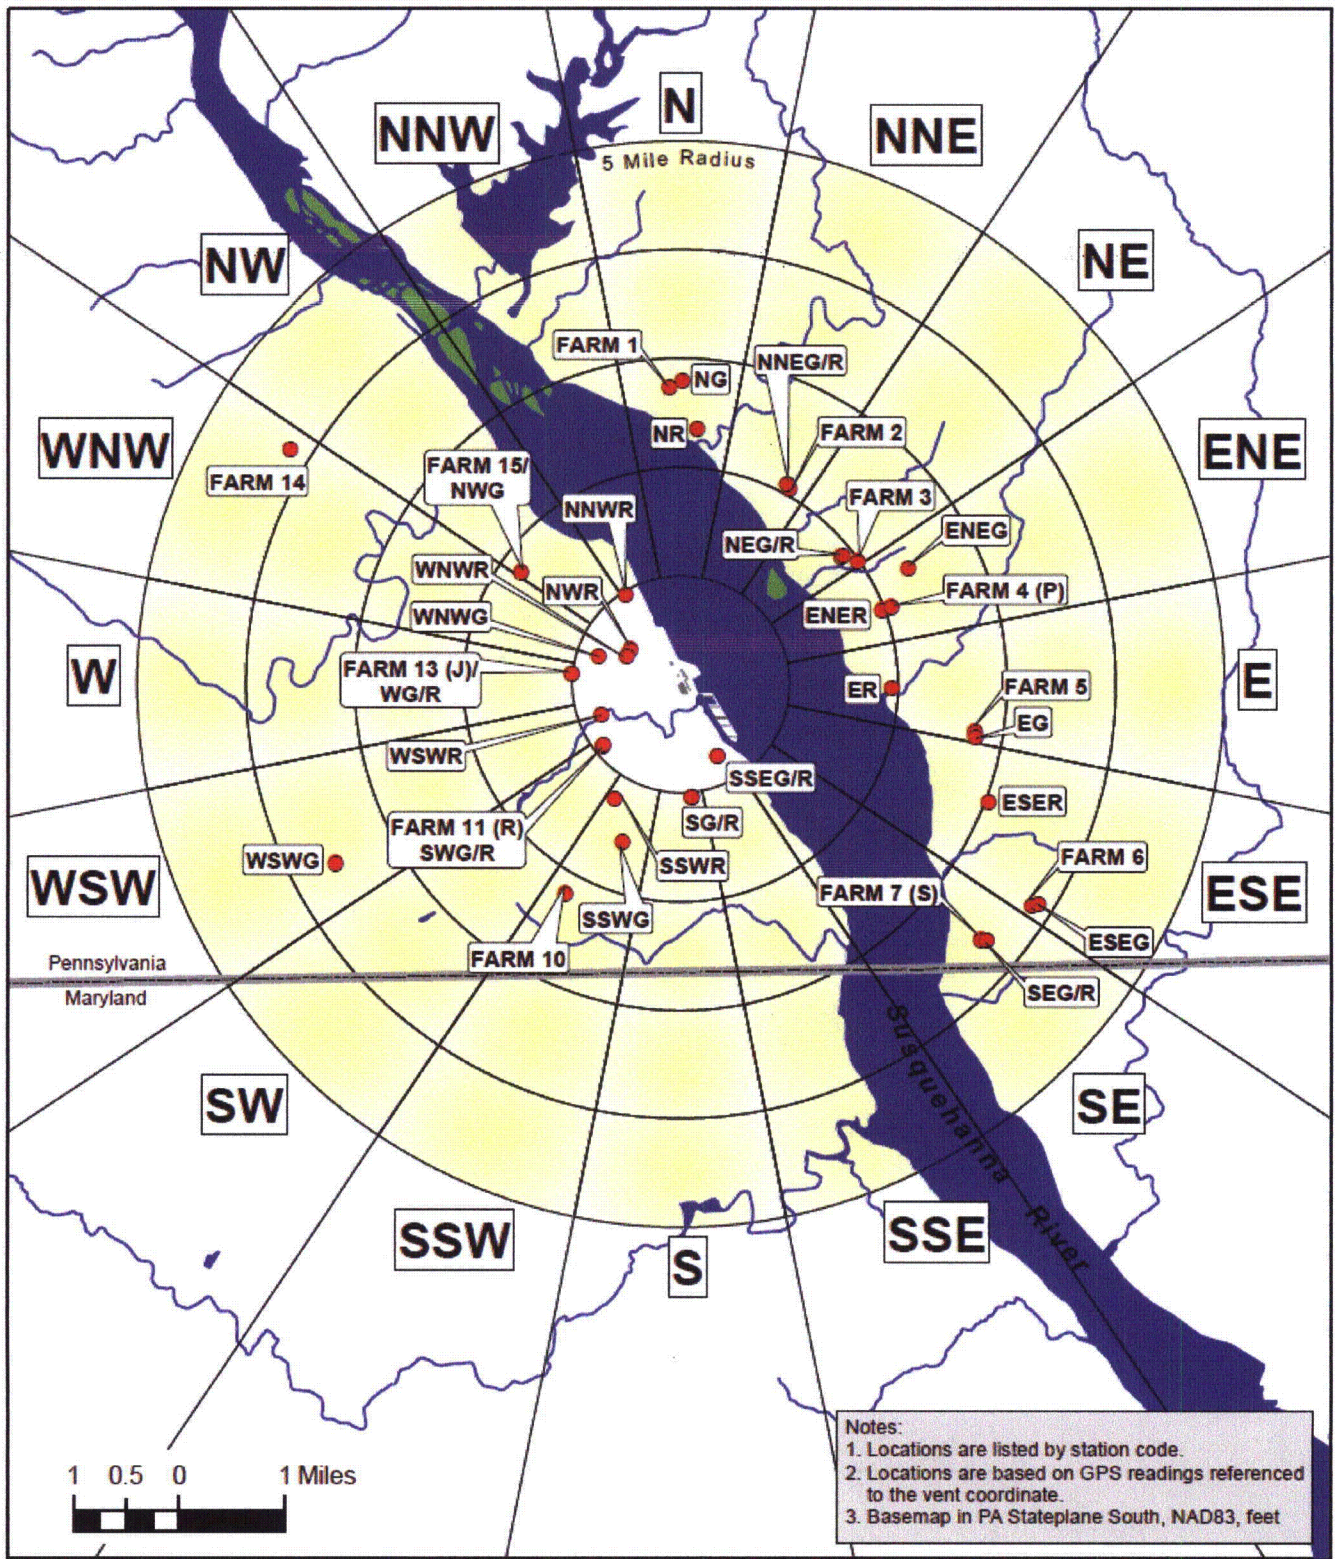 N
NNW
NNE
5 Mile Radius
NW
NE
FARM 1
NNEG/R
NG
NR
FARM 2
WNW
ENE
FARM 15/
NWG
FARM 14
FARM 3
NNWR
ENEG
NEG/R
WNWR
NWR
FARM 4 (P)
WNWG
ENER
W
FARM 13 (J)/
WG/R
E
ER
FARM 5
EG
WSWR
SSEG/R
ESER
SG/R
FARM 11 (R)
SWG/R
WSWG
SSWR
FARM 6
WSW
ESE
FARM 7 (S)
SSWG
ESEG
FARM 10
Pennsylvania
Maryland
SEG/R
Susquehanna River
SW
SE
SSW
SSE
S
Notes:
1. Locations are listed by station code.
2. Locations are based on GPS readings referenced
to the vent coordinate.
3. Basemap in PA Stateplane South, NAD83, feet
1 0.5 0 1 Miles